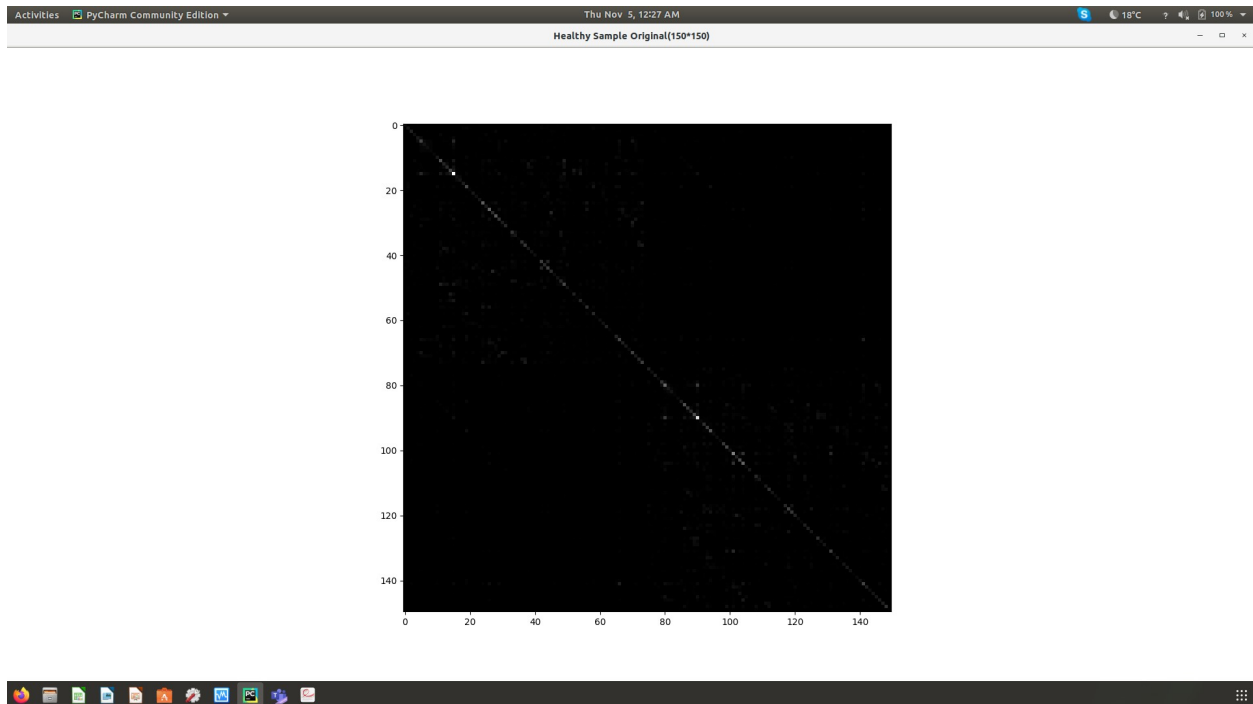 Activities PyCharm Community Edition Thu Nov 5, 12:27 AM S 18°C ? 100 %
Healthy Sample Original(150*150)
0
20
40
60
80
100
120
140
0 20 40 60 80 100 120 140
PC